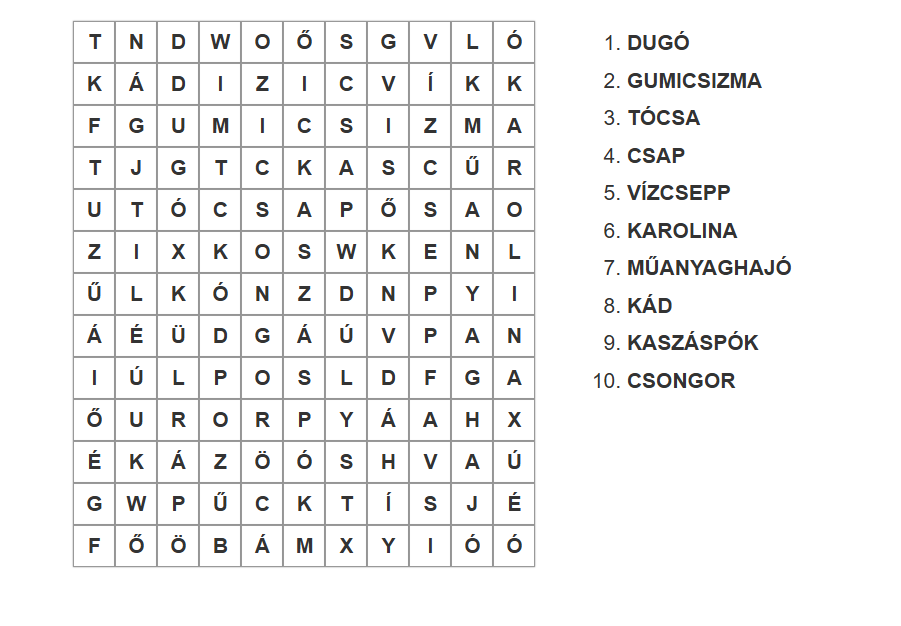 T N D W O Ő S G V L Ó
K Á D I Z I C V Í K K
F G U M I C S I Z M A
T J G T C K A S C Ű R
U T Ó C S A P Ő S A O
Z I X K O S W K E N L
Ű L K Ó N Z D N P Y I
Á É Ü D G Á Ú V P A N
I Ú L P O S L D F G A
Ő U R O R P Y Á A H X
É K Á Z Ö Ó S H V A Ú
G W P Ű C K T Í S J É
F Ő Ö B Á M X Y I Ó Ó
1. DUGÓ
2. GUMICSIZMA
3. TÓCSA
4. CSAP
5. VÍZCSEPP
6. KAROLINA
7. MŰANYAGHAJÓ
8. KÁD
9. KASZÁSPÓK
10. CSONGOR